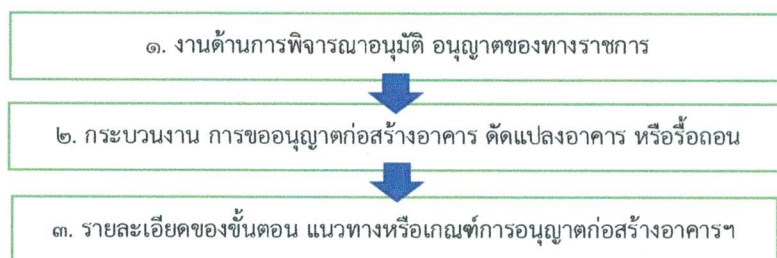 ๑. งานด้านการพิจารณาอนุมัติ อนุญาตของทางราชการ
๒. กระบวนงาน การขออนุญาตก่อสร้างอาคาร ดัดแปลงอาคาร หรือรื้อถอน
๓. รายละเอียดของขั้นตอน แนวทางหรือเกณฑ์การอนุญาตก่อสร้างอาคารฯ